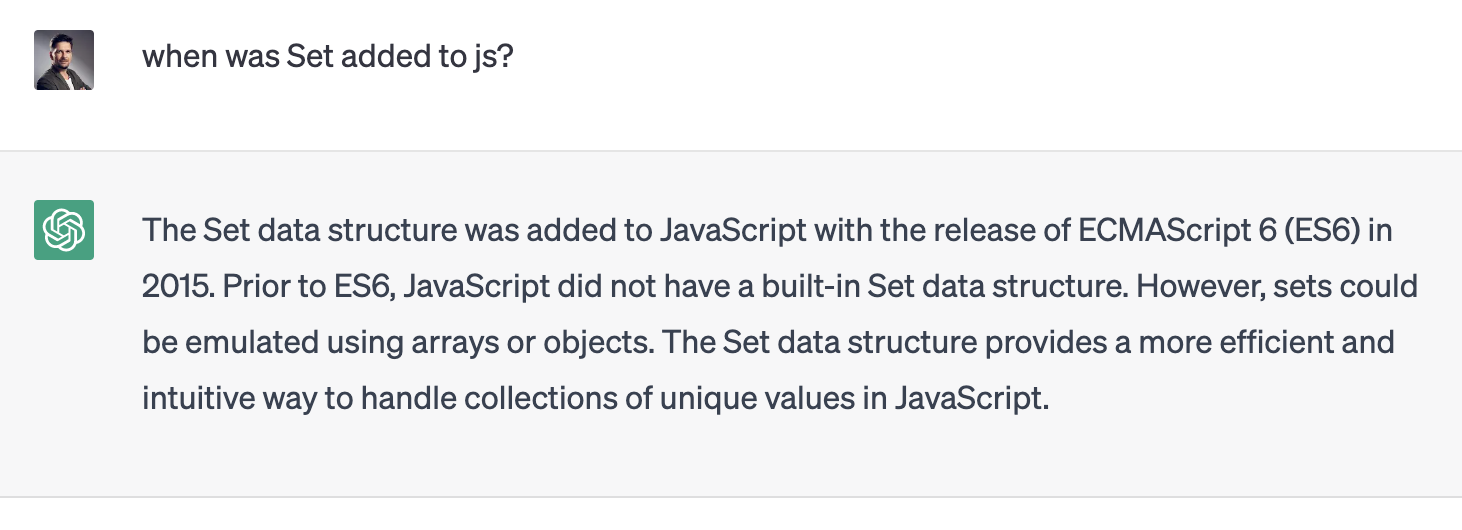 when was Set added to js?
The Set data structure was added to JavaScript with the release of ECMAScript 6 (ES6) in
2015. Prior to ES6, JavaScript did not have a built-in Set data structure. However, sets could
be emulated using arrays or objects. The Set data structure provides a more efficient and
intuitive way to handle collections of unique values in JavaScript.